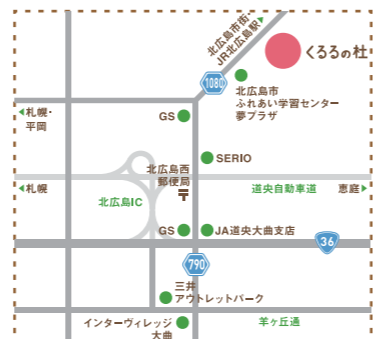 北広島市街・
JR北広島駅
くるるの杜
1080
北広島市
ふれあい学習センター
夢プラザ
札幌・
平岡
GS
SERIO
北広島西
郵便局
札幌
道央自動車道
恵庭
北広島IC
GS
JA道央大曲支店
36
790
三井
アウトレットパーク
インターヴィレッジ
大曲
羊ヶ丘通